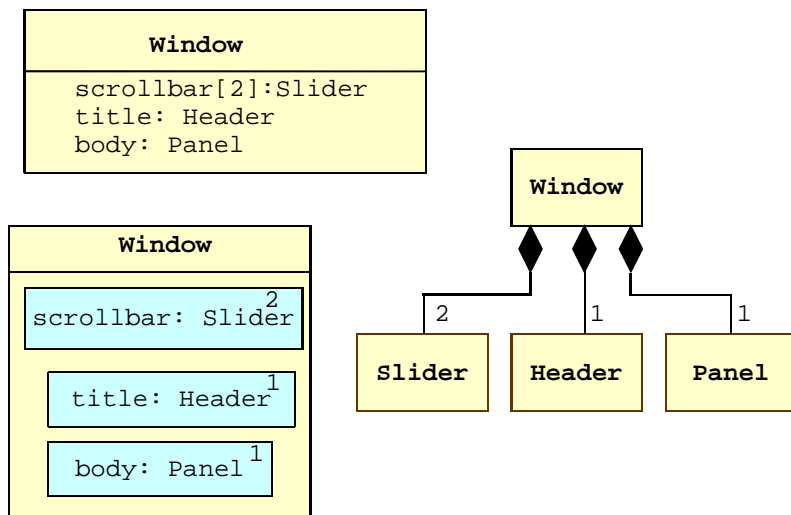 Window
scrollbar[2]:Slider
title: Header
body: Panel
Window
scrollbar: Slider 2
title: Header 1
body: Panel 1
Window
2 1 1
Slider Header Panel